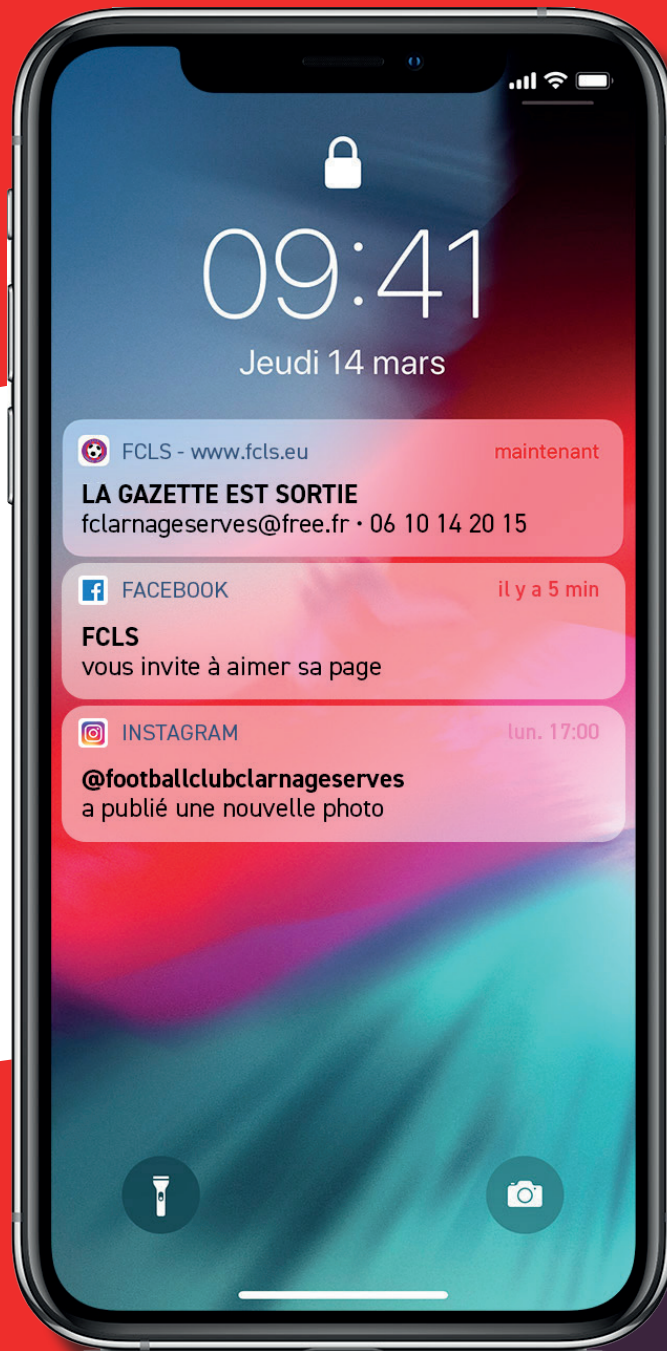 09:41
Jeudi 14 mars
FCLS - www.fcls.eu maintenant
LA GAZETTE EST SORTIE
fclarnageserves@free.fr • 06 10 14 20 15
FACEBOOK il y a 5 min
FCLS
vous invite à aimer sa page
INSTAGRAM lun. 17:00
@footballclubclarnageserves
a publié une nouvelle photo